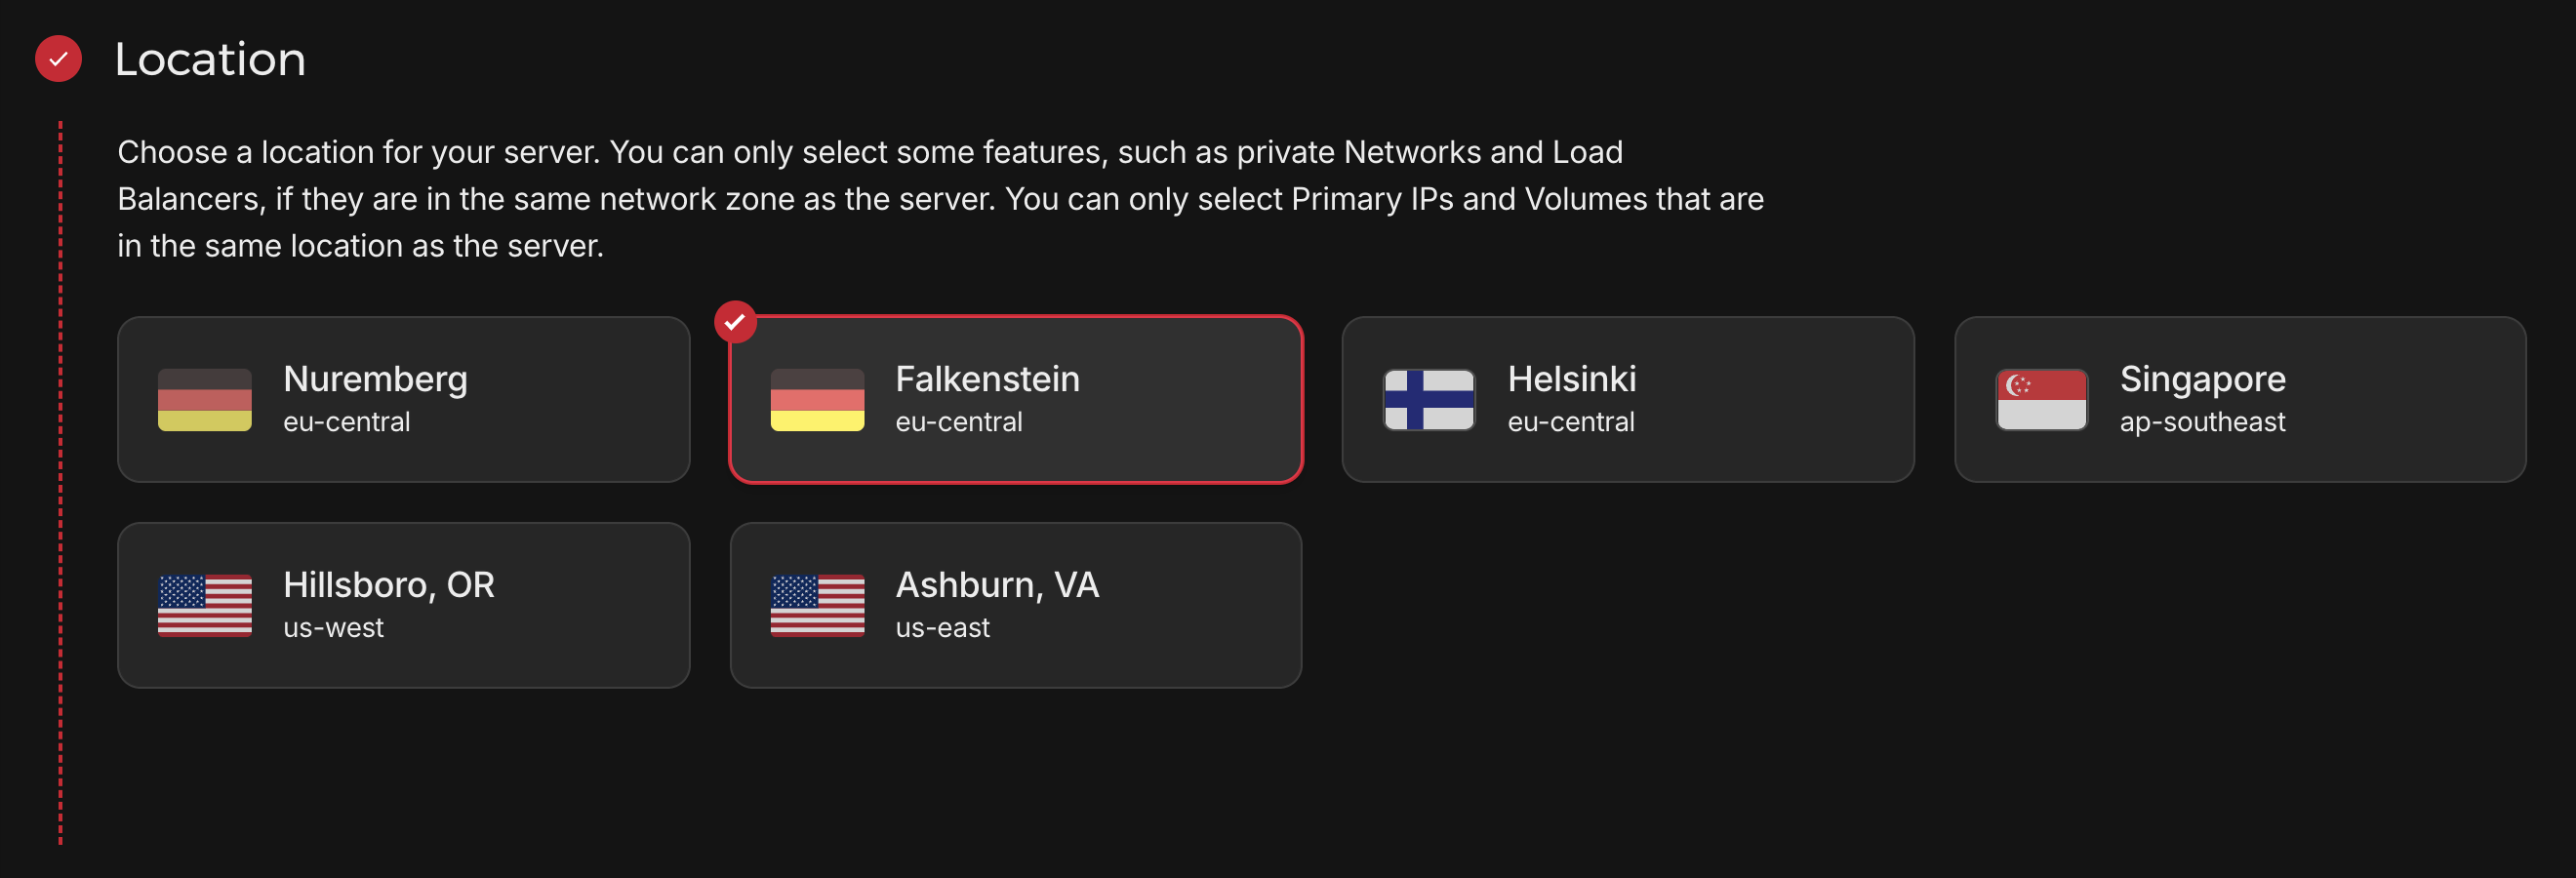 Location
Choose a location for your server. You can only select some features, such as private Networks and Load
Balancers, if they are in the same network zone as the server. You can only select Primary IPs and Volumes that are
in the same location as the server.
Nuremberg
eu-central
Falkenstein
eu-central
Helsinki
eu-central
Singapore
ap-southeast
Hillsboro, OR
us-west
Ashburn, VA
us-east